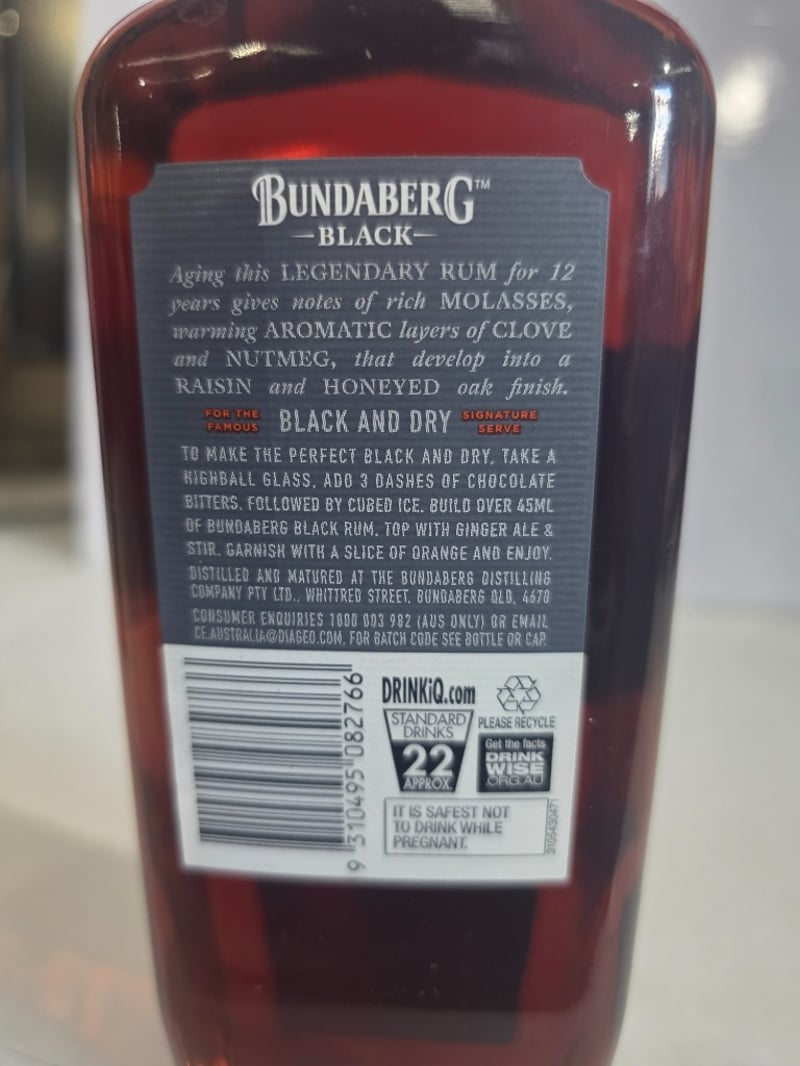 BUNDABERG™
—BLACK—
Aging this LEGENDARY RUM for 12
years gives notes of rich MOLASSES,
warming AROMATIC layers of CLOVE
and NUTMEG, that develop into a
RAISIN and HONEYED oak finish.
FOR THE FAMOUS BLACK AND DRY SIGNATURE SERVE
TO MAKE THE PERFECT BLACK AND DRY, TAKE A
HIGHBALL GLASS, ADD 3 DASHES OF CHOCOLATE
BITTERS, FOLLOWED BY CUBED ICE. BUILD OVER 45ML
OF BUNDABERG BLACK RUM. TOP WITH GINGER ALE &
STIR. GARNISH WITH A SLICE OF ORANGE AND ENJOY.
DISTILLED AND MATURED AT THE BUNDABERG DISTILLING
COMPANY PTY LTD., WHITTRED STREET, BUNDABERG QLD, 4670
CONSUMER ENQUIRIES 1800 003 982 (AUS ONLY) OR EMAIL
CE.AUSTRALIA@DIAGEO.COM. FOR BATCH CODE SEE BOTTLE OR CAP.
9 310495 082766
DRINKiQ.com
STANDARD
DRINKS
22
APPROX.
PLEASE RECYCLE
Get the facts
DRINK
WISE
.ORG.AU
IT IS SAFEST NOT
TO DRINK WHILE
PREGNANT.